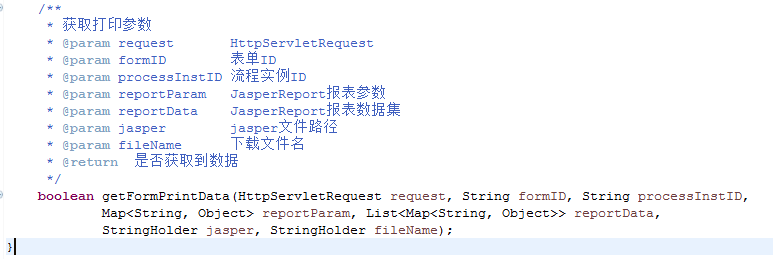 /**
 * 获取打印参数
 * @param request       HttpServletRequest
 * @param formID        表单ID
 * @param processInstID 流程实例ID
 * @param reportParam   JasperReport报表参数
 * @param reportData    JasperReport报表数据集
 * @param jasper        jasper文件路径
 * @param fileName      下载文件名
 * @return  是否获取到数据
 */
boolean getFormPrintData(HttpServletRequest request, String formID, String processInstID,
        Map<String, Object> reportParam, List<Map<String, Object>> reportData,
        StringHolder jasper, StringHolder fileName);
}